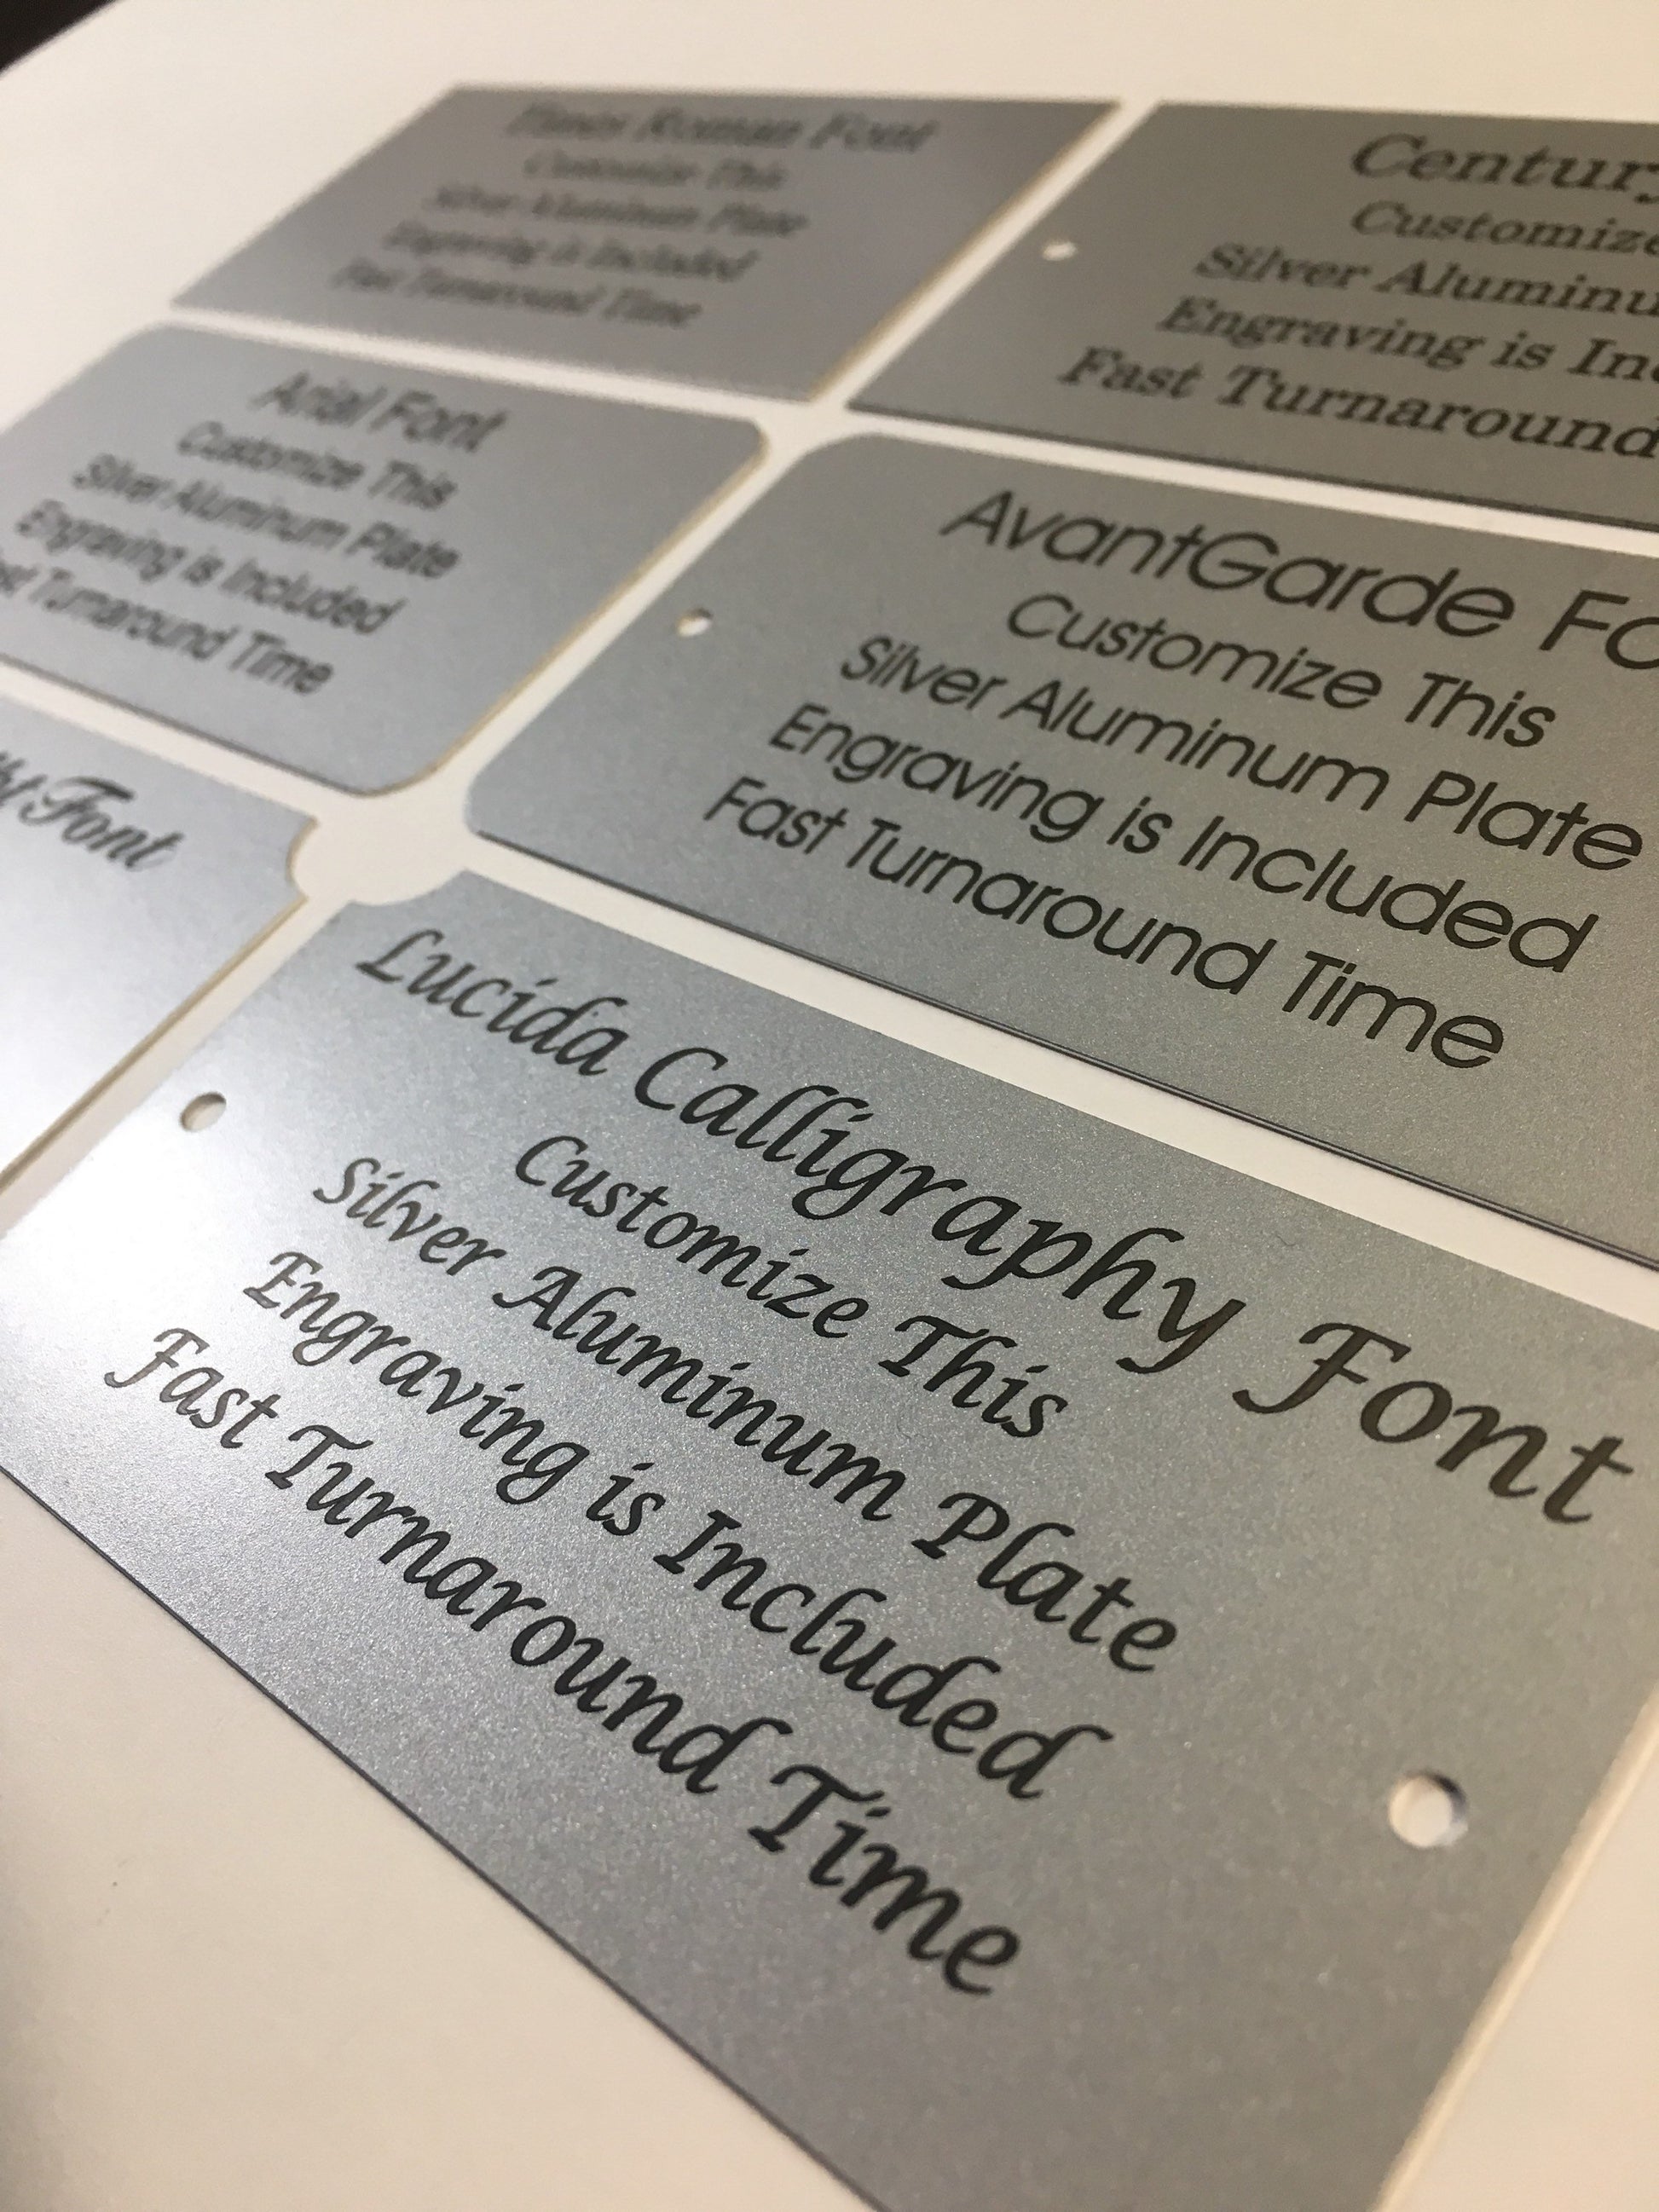 Times Roman Font
Customize This
Silver Aluminum Plate
Engraving is Included
Fast Turnaround Time
Century
Customize
Silver Aluminu
Engraving is Inc
Fast Turnaround
Arial Font
Customize This
Silver Aluminum Plate
Engraving is Included
st Turnaround Time
AvantGarde Fo
Customize This
Silver Aluminum Plate
Engraving is Included
Fast Turnaround Time
Font
Lucida Calligraphy Font
Customize This
Silver Aluminum Plate
Engraving is Included
Fast Turnaround Time